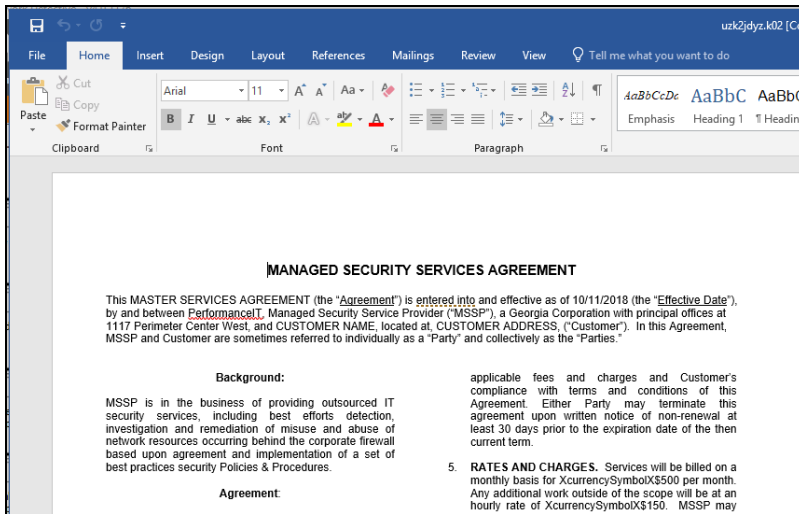 uzk2jdyz.k02 [Co
File Home Insert Design Layout References Mailings Review View Tell me what you want to do
Paste
Cut
Copy
Format Painter
Clipboard
Arial 11 A A Aa
B I U abc x₂ x² A aby A
Font
Paragraph
AaBbCcDc AaBbC AaBb
Emphasis Heading 1 ¶ Headin
MANAGED SECURITY SERVICES AGREEMENT
This MASTER SERVICES AGREEMENT (the “Agreement”) is entered into and effective as of 10/11/2018 (the “Effective Date”),
by and between PerformanceIT, Managed Security Service Provider (“MSSP”), a Georgia Corporation with principal offices at
1117 Perimeter Center West, and CUSTOMER NAME, located at, CUSTOMER ADDRESS, (“Customer”). In this Agreement,
MSSP and Customer are sometimes referred to individually as a “Party” and collectively as the “Parties.”
Background:
MSSP is in the business of providing outsourced IT
security services, including best efforts detection,
investigation and remediation of misuse and abuse of
network resources occurring behind the corporate firewall
based upon agreement and implementation of a set of
best practices security Policies & Procedures.
Agreement:
applicable fees and charges and Customer’s
compliance with terms and conditions of this
Agreement. Either Party may terminate this
agreement upon written notice of non-renewal at
least 30 days prior to the expiration date of the then
current term.
5. RATES AND CHARGES. Services will be billed on a
monthly basis for XcurrencySymbolX$500 per month.
Any additional work outside of the scope will be at an
hourly rate of XcurrencySymbolX$150. MSSP may